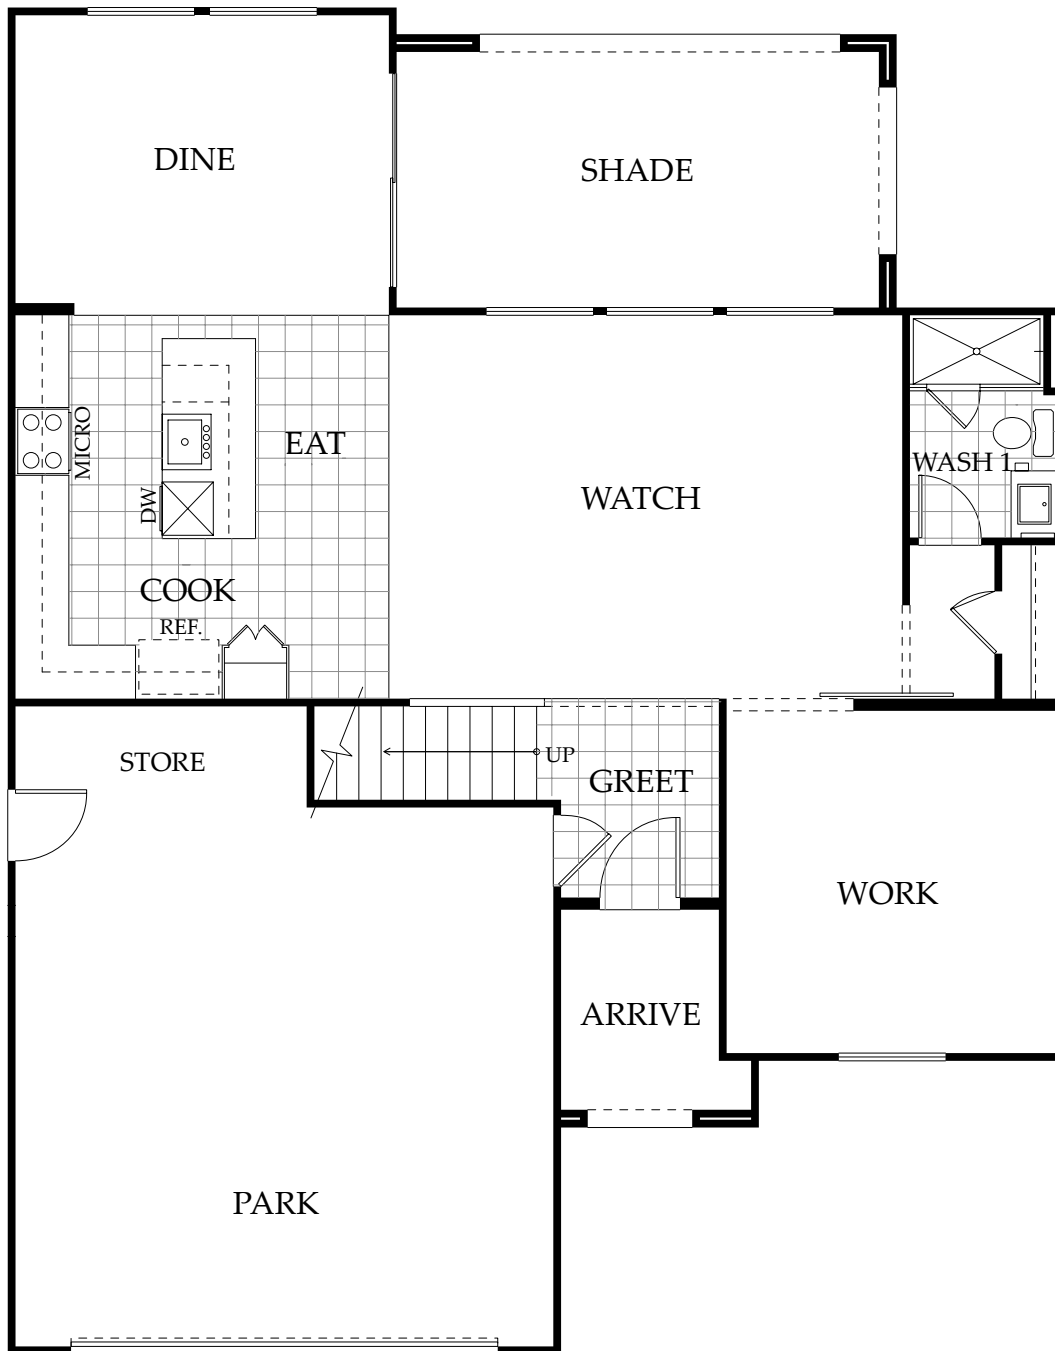 DINE
SHADE
MICRO
EAT
WASH 1
WATCH
DW
COOK
REF.
STORE
UP
GREET
WORK
ARRIVE
PARK